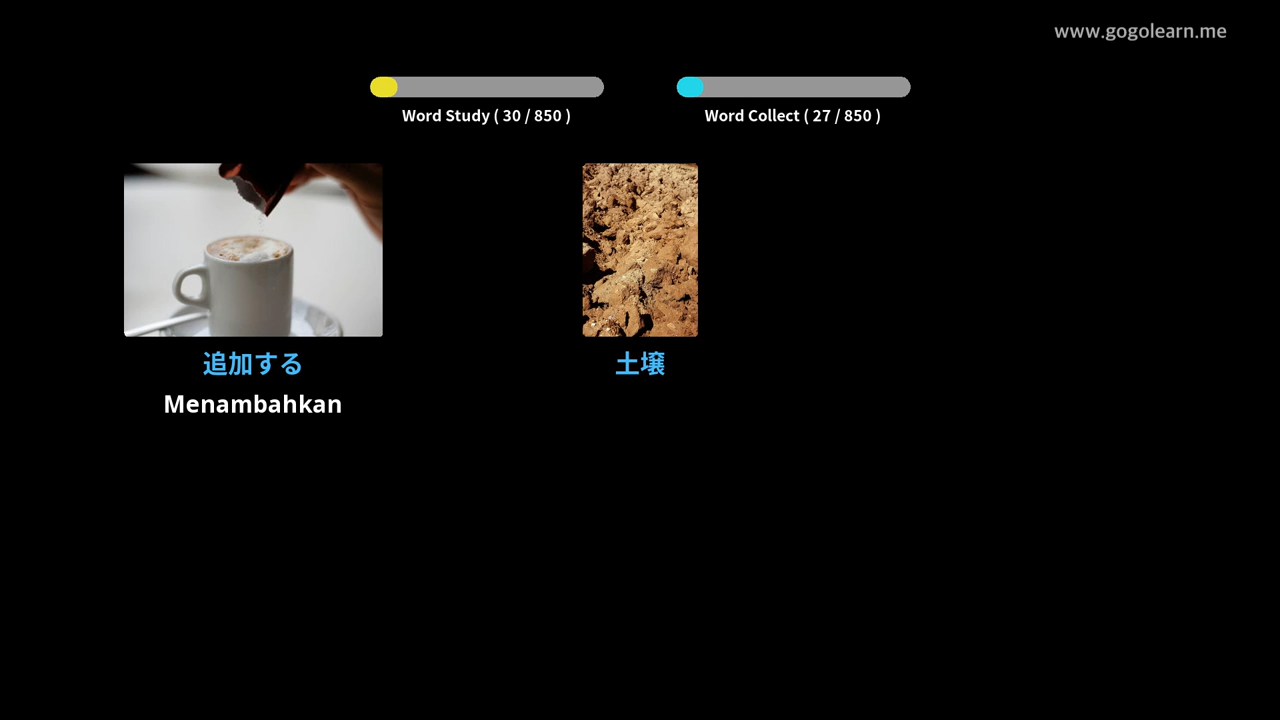 www.gogolearn.me
Word Study ( 30 / 850 )
Word Collect ( 27 / 850 )
追加する
土壌
Menambahkan